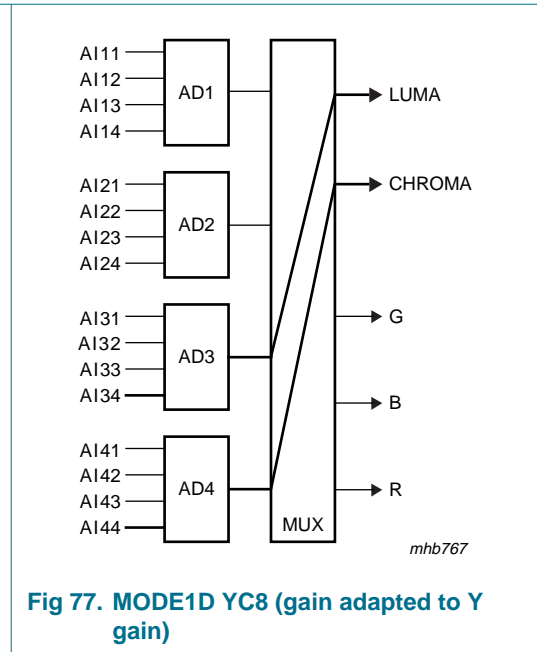 AI11
AI12
AI13
AI14
AD1
AI21
AI22
AI23
AI24
AD2
AI31
AI32
AI33
AI34
AD3
AI41
AI42
AI43
AI44
AD4
MUX
LUMA
CHROMA
G
B
R
mhb767
Fig 77. MODE1D YC8 (gain adapted to Y
gain)